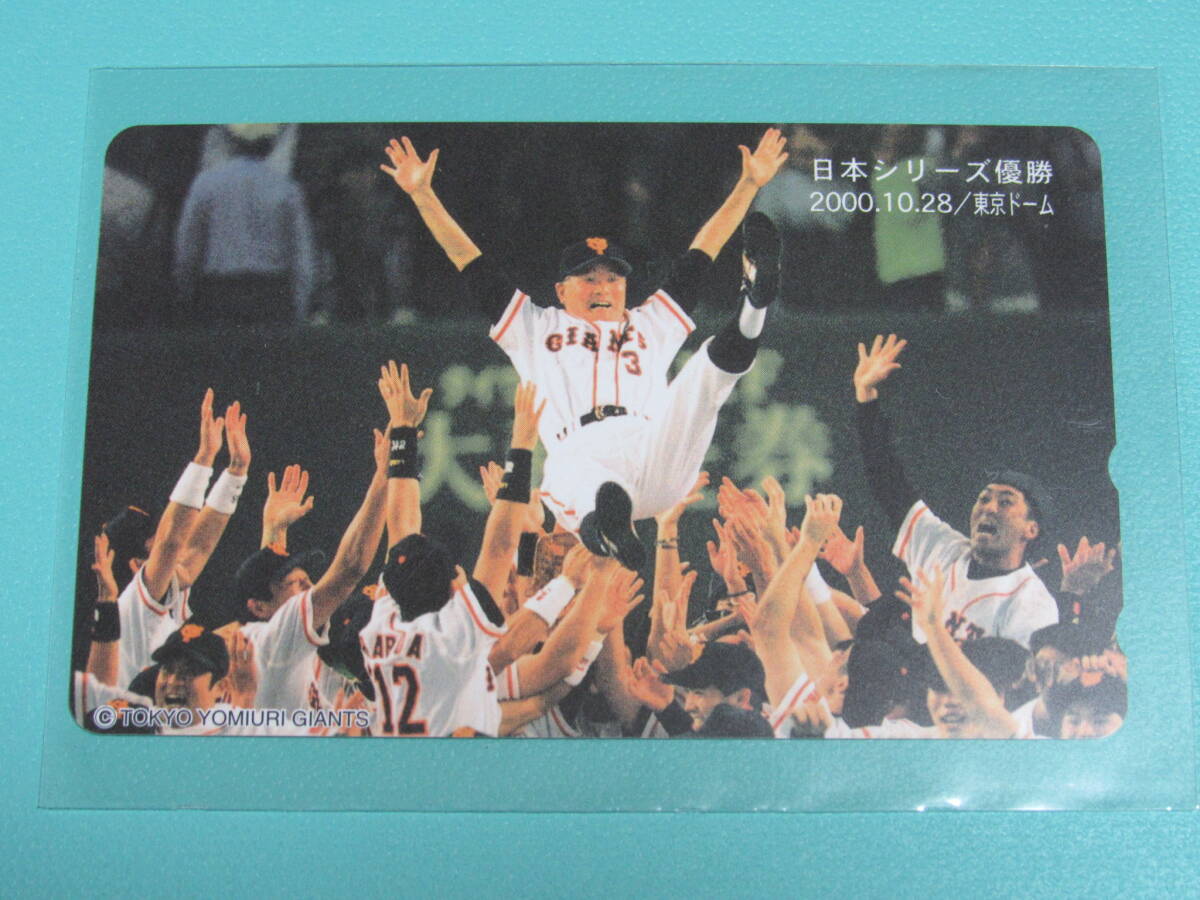 日本シリーズ優勝
2000.10.28/東京ドーム
GIANTS
3
12
© TOKYO YOMIURI GIANTS